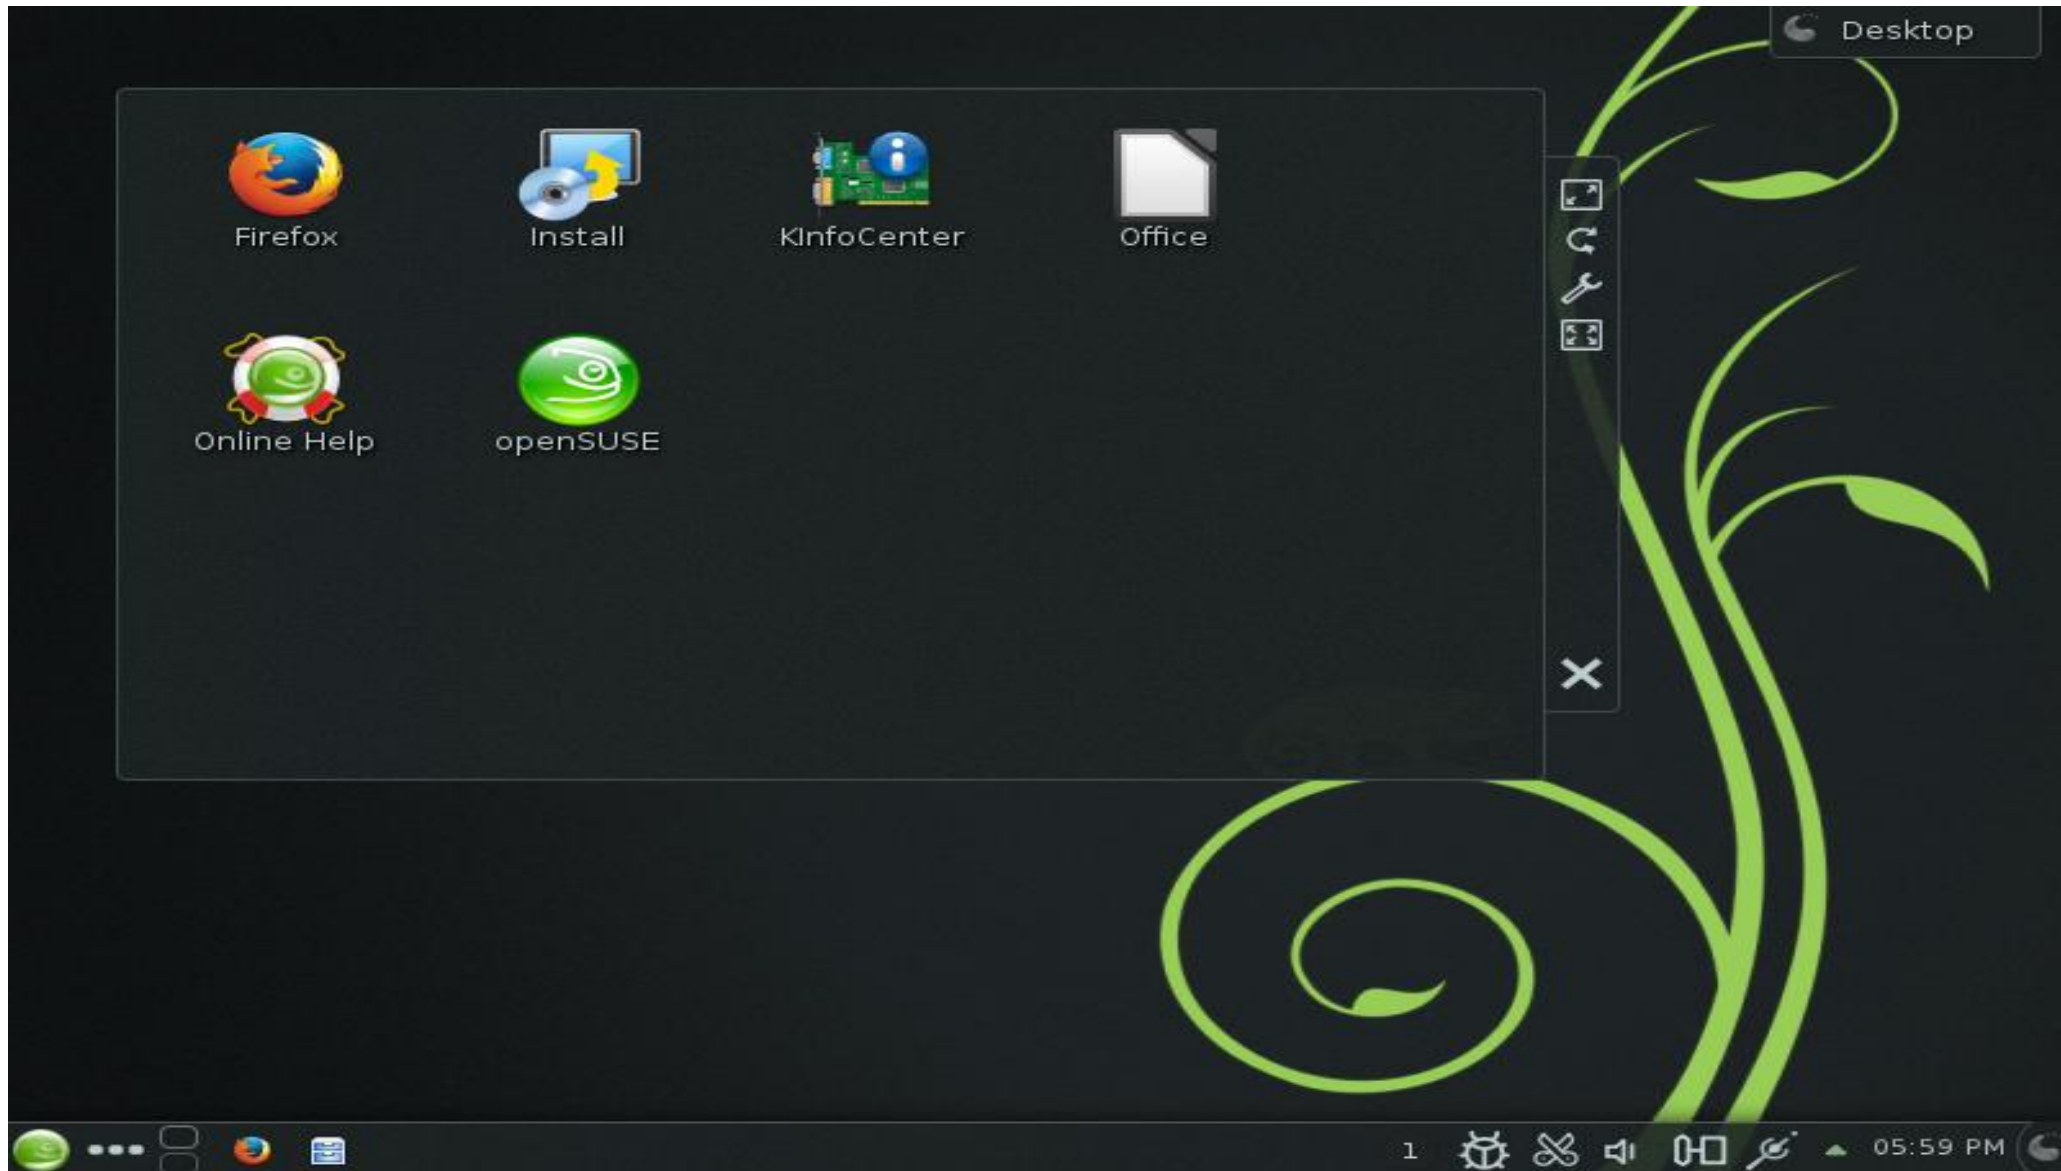 Desktop
Firefox
Install
KInfoCenter
Office
Online Help
openSUSE
1
05:59 PM